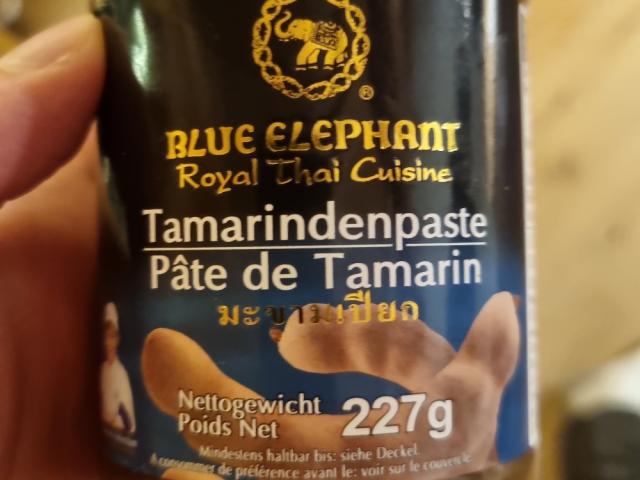 ®
BLUE ELEPHANT
Royal Thai Cuisine
Tamarindenpaste
Pâte de Tamarin
มะขามเปียก
Nettogewicht
Poids Net
227g
Mindestens haltbar bis: siehe Deckel.
A consommer de préférence avant le: voir sur le couvercle.